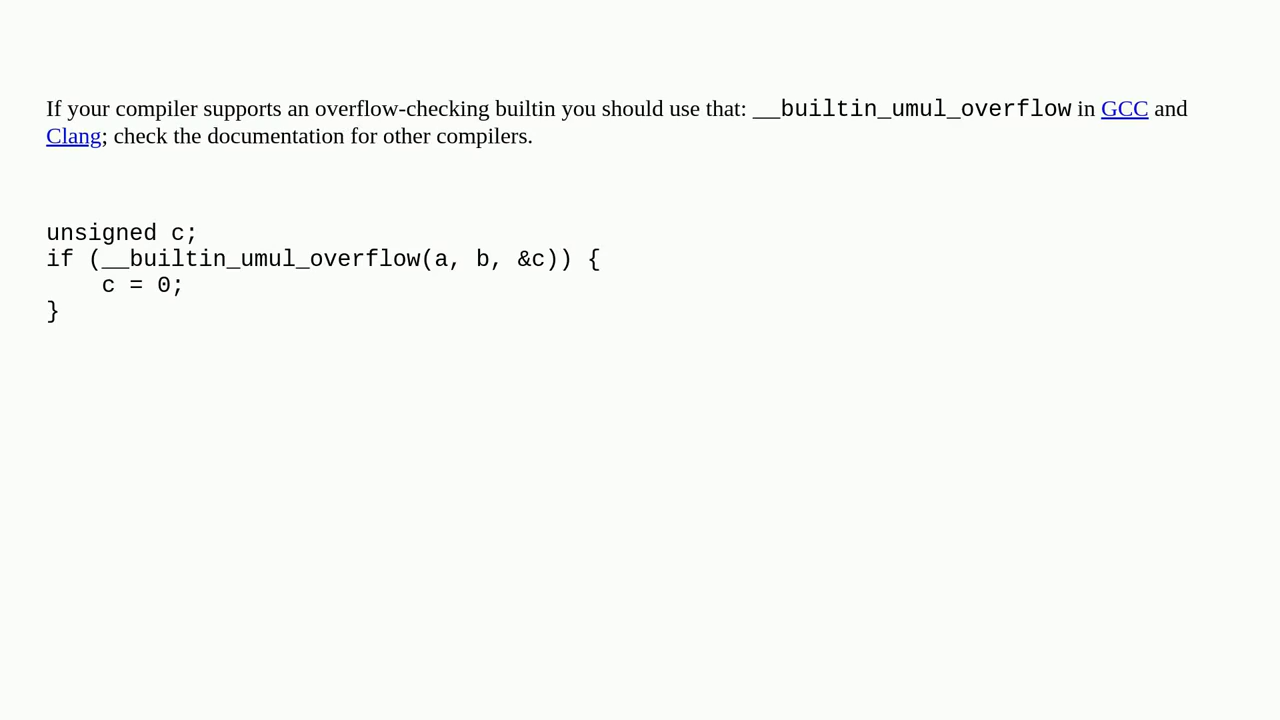 If your compiler supports an overflow-checking builtin you should use that: __builtin_umul_overflow in GCC and
Clang; check the documentation for other compilers.
unsigned c;
if (__builtin_umul_overflow(a, b, &c)) {
    c = 0;
}